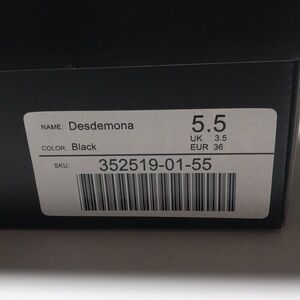 NAME: Desdemona 5.5
UK 3.5
COLOR: Black EUR 36
SKU: 352519-01-55